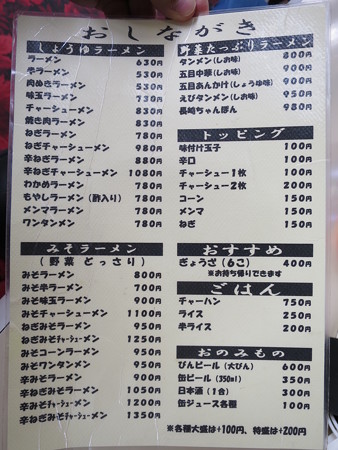 おしながき
しょうゆラーメン
ラーメン 630円
半ラーメン 530円
肉ぬきラーメン 530円
味玉ラーメン 730円
チャーシューメン 830円
焼き肉ラーメン 830円
ねぎラーメン 780円
ねぎチャーシューメン 980円
辛ねぎラーメン 880円
辛ねぎチャーシューメン 1080円
わかめラーメン 780円
もやしラーメン(酢入り) 780円
メンマラーメン 780円
ワンタンメン 780円
みそラーメン
(野菜 どっさり)
みそラーメン 800円
みそ半ラーメン 700円
みそ味玉ラーメン 900円
みそチャーシューメン 1100円
ねぎみそラーメン 950円
ねぎみそチャーシューメン 1250円
みそコーンラーメン 950円
みそワンタンメン 950円
辛みそラーメン 950円
辛ねぎみそラーメン 1050円
辛みそチャーシューメン 1200円
辛ねぎみそチャーシューメン 1350円
野菜たっぷりラーメン
タンメン(しお味) 800円
五目中華(しお味) 900円
五目あんかけ(しょうゆ味) 980円
えびタンメン(しお味) 950円
長崎ちゃんぽん 980円
トッピング
味付け玉子 100円
辛口 100円
チャーシュー1枚 100円
チャーシュー2枚 200円
コーン 150円
メンマ 150円
ねぎ 150円
おすすめ
ぎょうざ(6こ) 400円
※お持ち帰りできます
ごはん
チャーハン 750円
ライス 250円
半ライス 200円
おのみもの
びんビール(大びん) 600円
缶ビール(350ml) 350円
日本酒(1合) 300円
缶ジュース各種 100円
※各種大盛は+100円、特盛は+200円